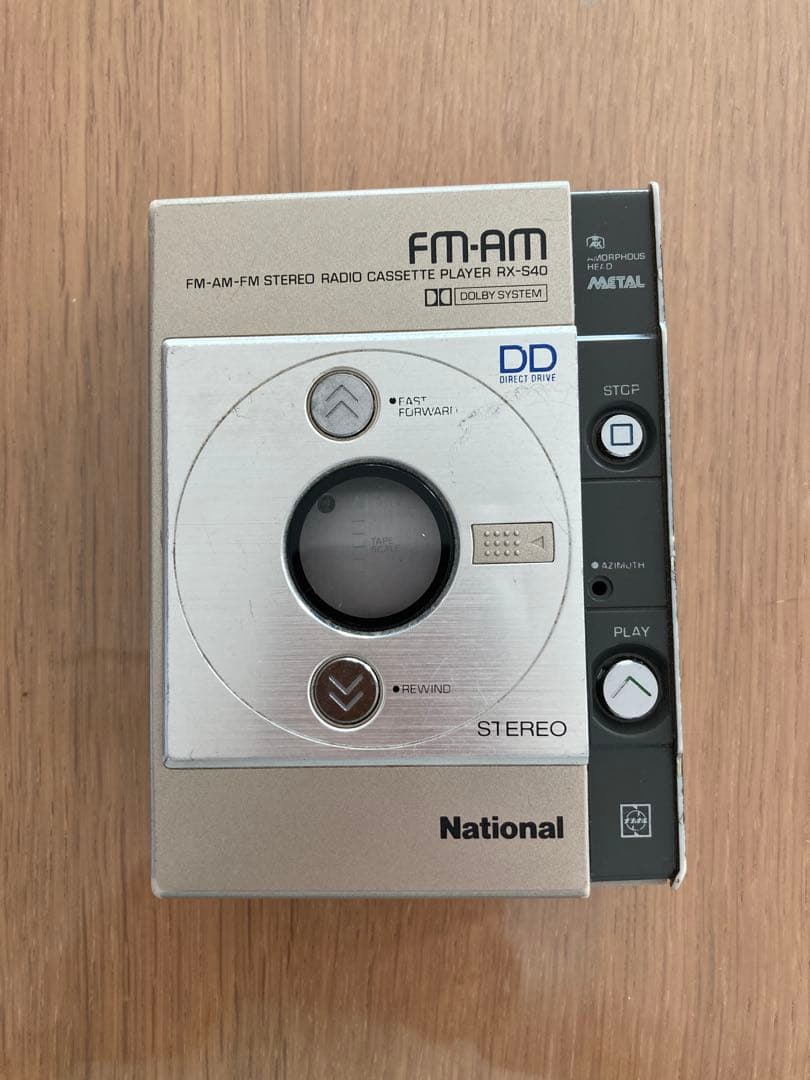 FM-AM
FM-AM-FM STEREO RADIO CASSETTE PLAYER RX-S40
DOLBY SYSTEM
AX
AMORPHOUS
HEAD
METAL
DD
DIRECT DRIVE
FAST
FORWARD
STOP
TAPE
SCALE
AZIMUTH
PLAY
REWIND
STEREO
National